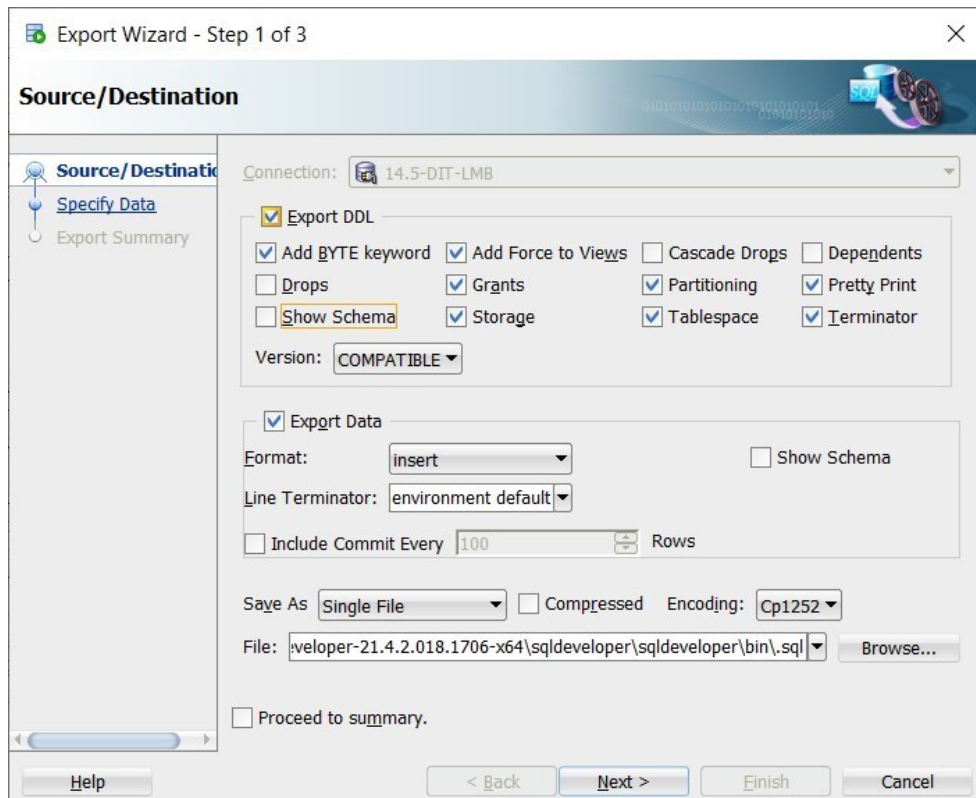 Export Wizard - Step 1 of 3
Source/Destination
SQL
Source/Destinatic
Specify Data
Export Summary
Connection: 14.5-DIT-LMB
Export DDL
Add BYTE keyword Add Force to Views Cascade Drops Dependents
Drops Grants Partitioning Pretty Print
Show Schema Storage Tablespace Terminator
Version: COMPATIBLE
Export Data
Format: insert Show Schema
Line Terminator: environment default
Include Commit Every 100 Rows
Save As Single File Compressed Encoding: Cp1252
File: eveloper-21.4.2.018.1706-x64\sqldeveloper\sqldeveloper\bin\.sql Browse...
Proceed to summary.
Help < Back Next > Finish Cancel